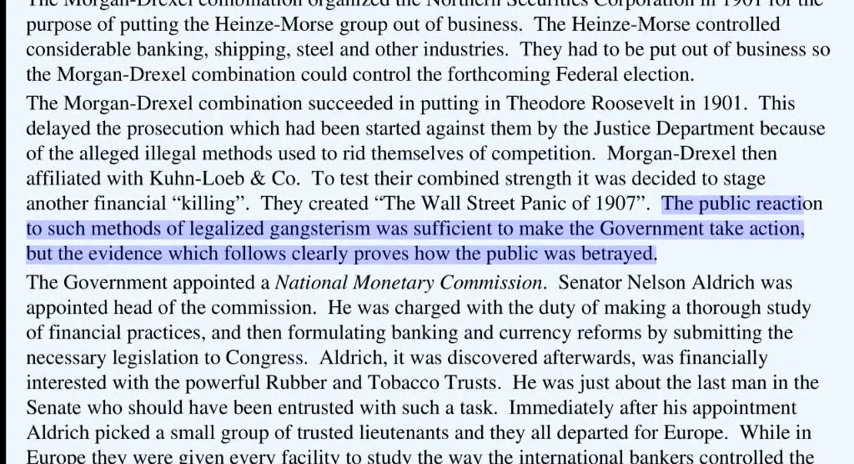 The Morgan-Drexel combination organized the Northern Securities Corporation in 1901 for the
purpose of putting the Heinze-Morse group out of business. The Heinze-Morse controlled
considerable banking, shipping, steel and other industries. They had to be put out of business so
the Morgan-Drexel combination could control the forthcoming Federal election.
The Morgan-Drexel combination succeeded in putting in Theodore Roosevelt in 1901. This
delayed the prosecution which had been started against them by the Justice Department because
of the alleged illegal methods used to rid themselves of competition. Morgan-Drexel then
affiliated with Kuhn-Loeb & Co. To test their combined strength it was decided to stage
another financial “killing”. They created “The Wall Street Panic of 1907”. The public reaction
to such methods of legalized gangsterism was sufficient to make the Government take action,
but the evidence which follows clearly proves how the public was betrayed.
The Government appointed a National Monetary Commission. Senator Nelson Aldrich was
appointed head of the commission. He was charged with the duty of making a thorough study
of financial practices, and then formulating banking and currency reforms by submitting the
necessary legislation to Congress. Aldrich, it was discovered afterwards, was financially
interested with the powerful Rubber and Tobacco Trusts. He was just about the last man in the
Senate who should have been entrusted with such a task. Immediately after his appointment
Aldrich picked a small group of trusted lieutenants and they all departed for Europe. While in
Europe they were given every facility to study the way the international bankers controlled the